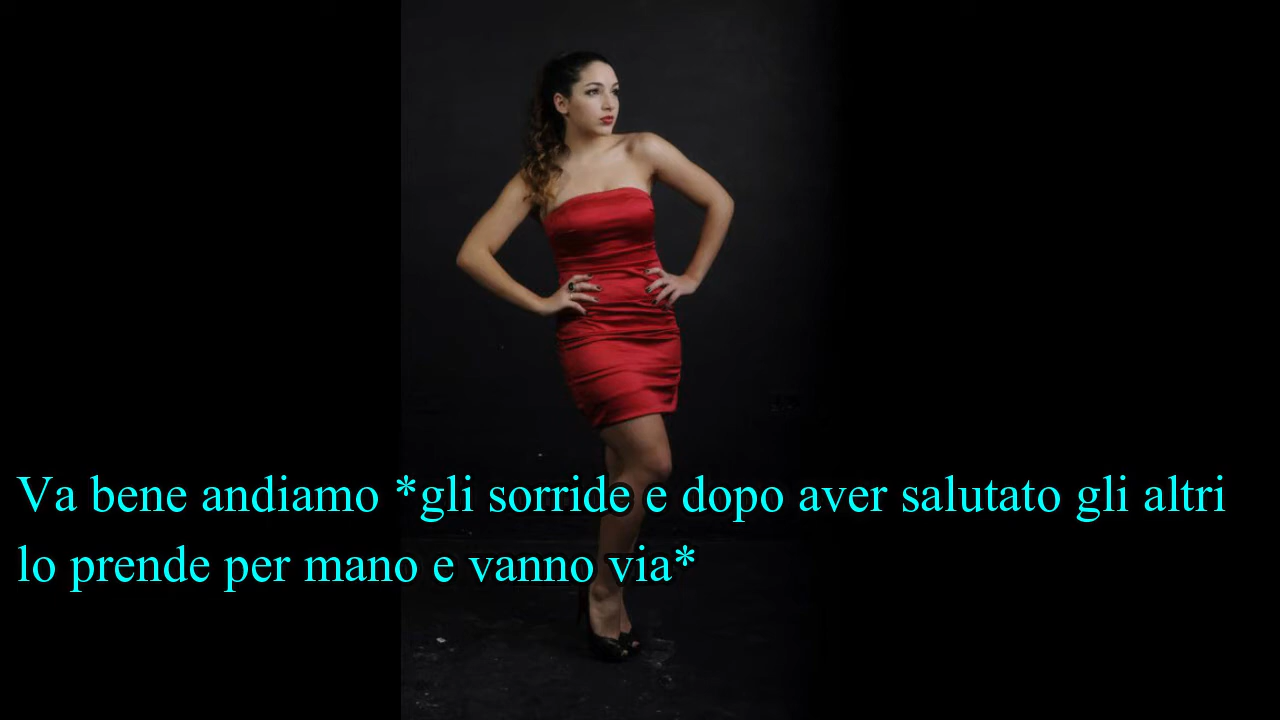 Va bene andiamo *gli sorride e dopo aver salutato gli altri
lo prende per mano e vanno via*